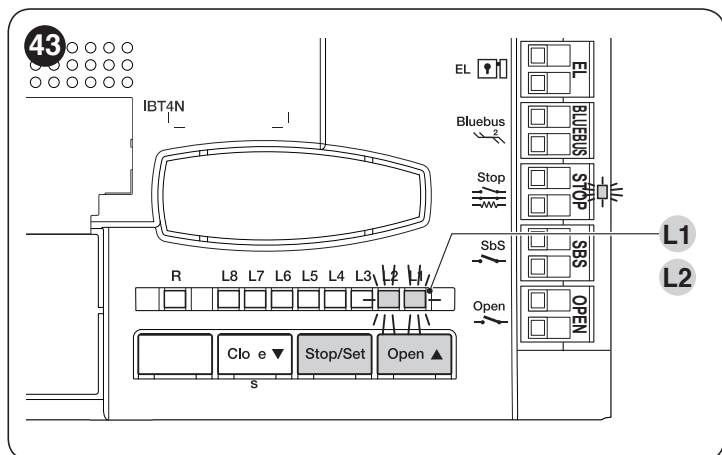 43
IBT4N
EL
EL
Bluebus
2
BLUEBUS
Stop
STOP
SbS
SBS
Open
OPEN
L1
L2
R L8 L7 L6 L5 L4 L3 L2 L1
Clo e ▼ Stop/Set Open ▲
s